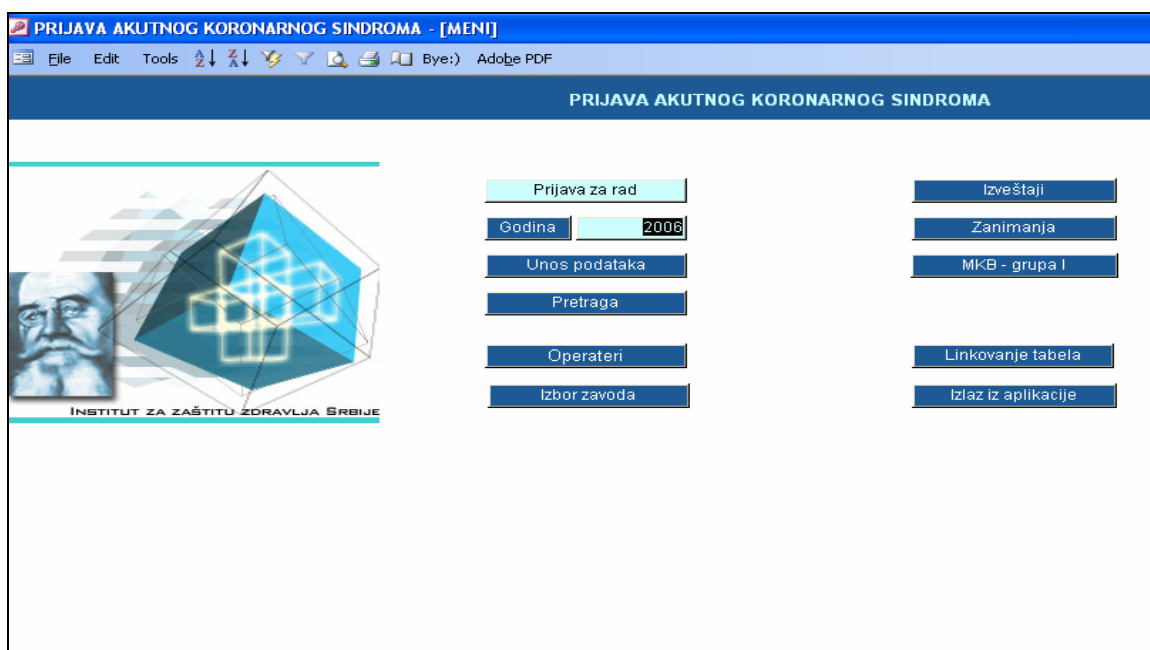 PRIJAVA AKUTNOG KORONARNOG SINDROMA - [MENI]
File Edit Tools Bye:) Adobe PDF
PRIJAVA AKUTNOG KORONARNOG SINDROMA
Prijava za rad
Godina 2006
Unos podataka
Pretraga
Operateri
Izbor zavoda
Izveštaji
Zanimanja
MKB - grupa I
Linkovanje tabela
Izlaz iz aplikacije
INSTITUT ZA ZAŠTITU ZDRAVLJA SRBIJE